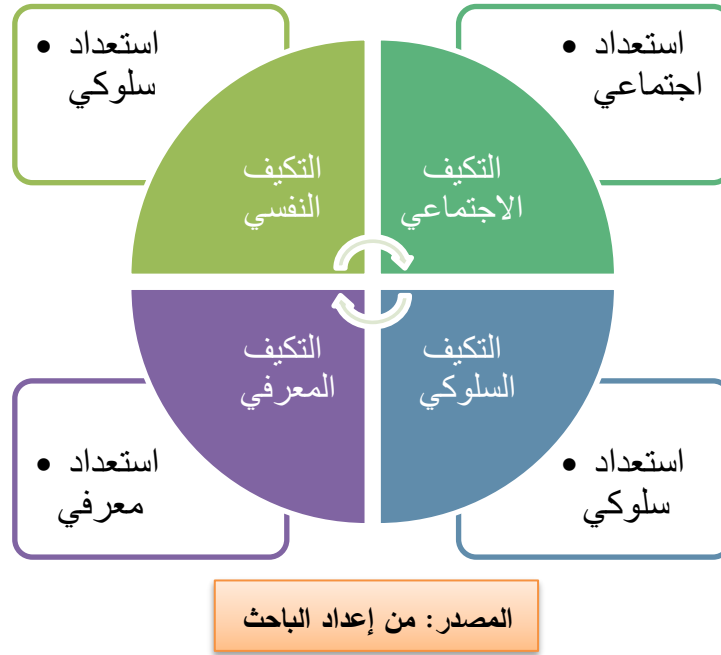 • استعداد
اجتماعي
• استعداد
سلوكي
التكيف
الاجتماعي
التكيف
النفسي
التكيف
السلوكي
التكيف
المعرفي
• استعداد
سلوكي
• استعداد
معرفي
المصدر: من إعداد الباحث